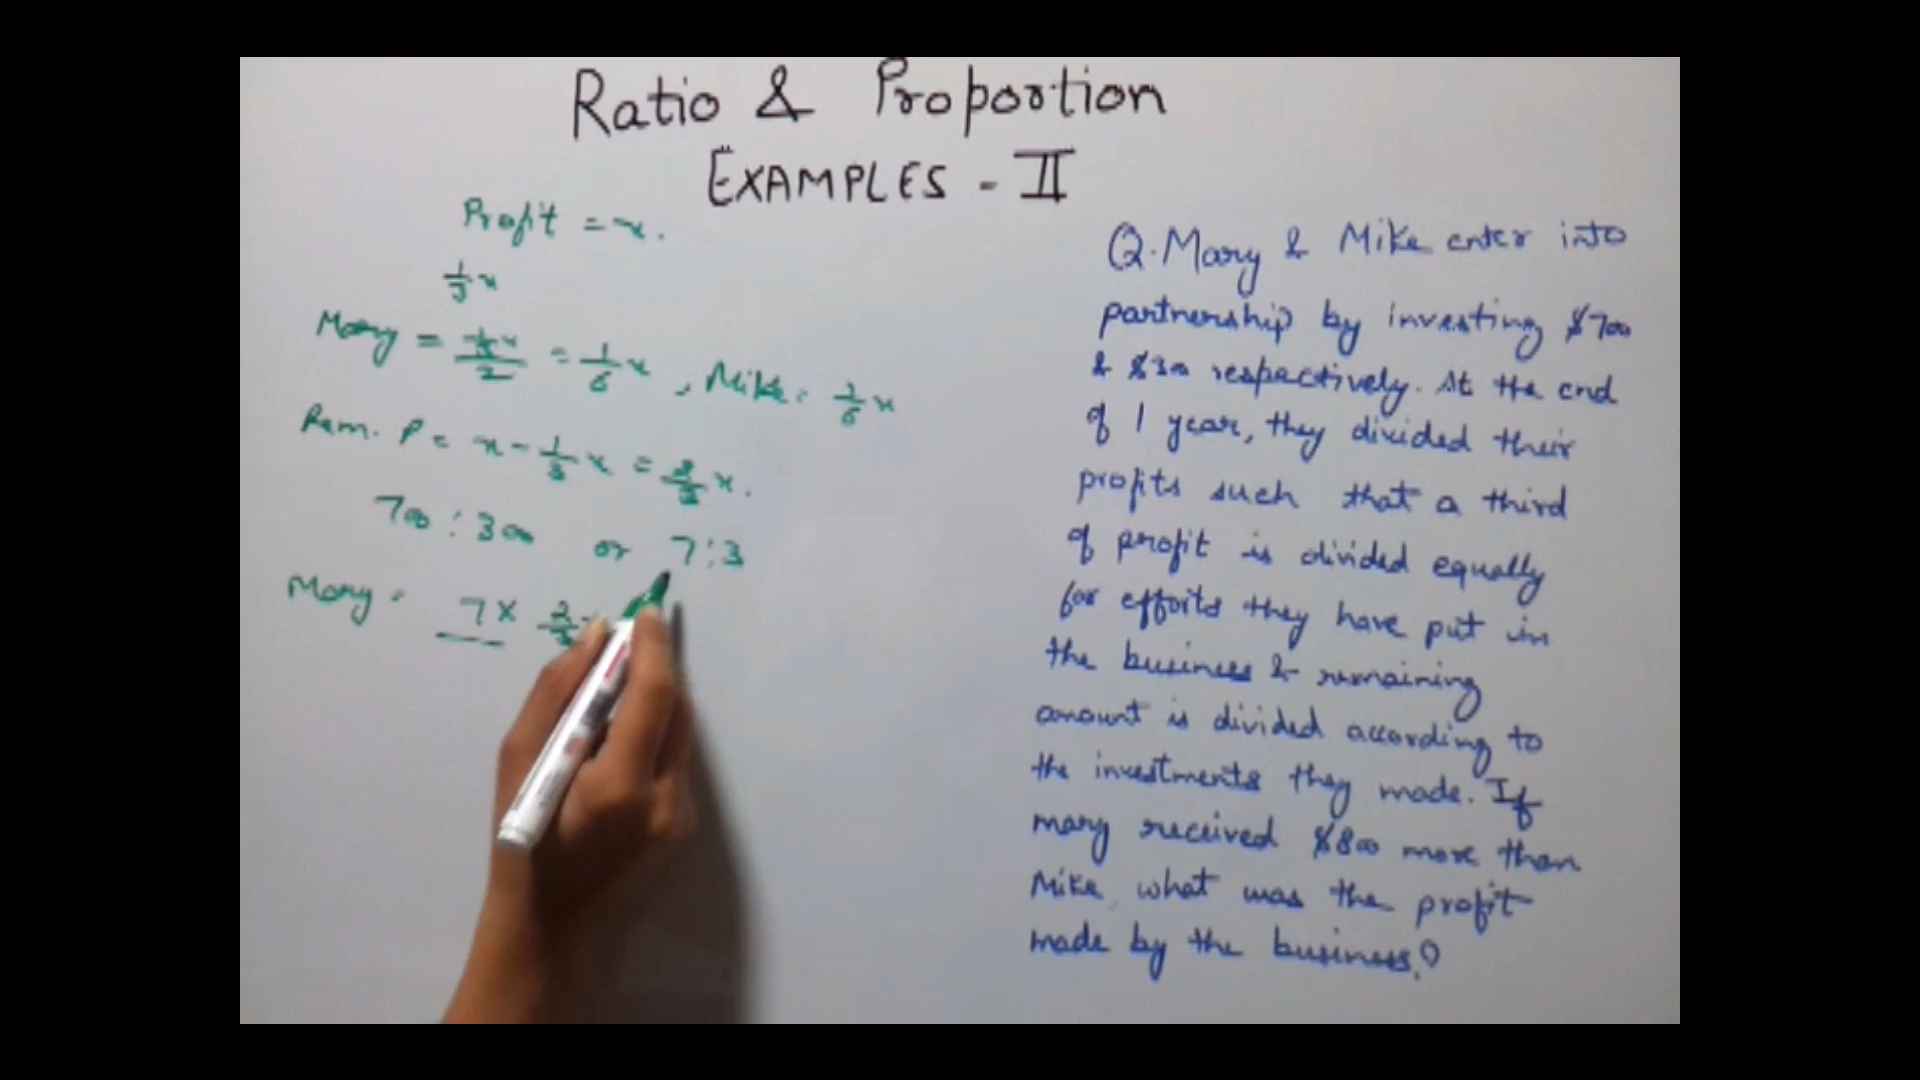 Ratio & Proportion
EXAMPLES - II
Profit = x.
1/3 x
Mary = 1/3 x / 2 = 1/6 x, Mike = 1/6 x
Rem. P = x - 1/3 x = 2/3 x.
700 : 300 or 7:3
Mary = 7 × 2/3
Q. Mary & Mike enter into
partnership by investing $700
& $300 respectively. At the end
of 1 year, they divided their
profits such that a third
of profit is divided equally
for efforts they have put in
the business & remaining
amount is divided according to
the investments they made. If
mary received $800 more than
Mike, what was the profit
made by the business?